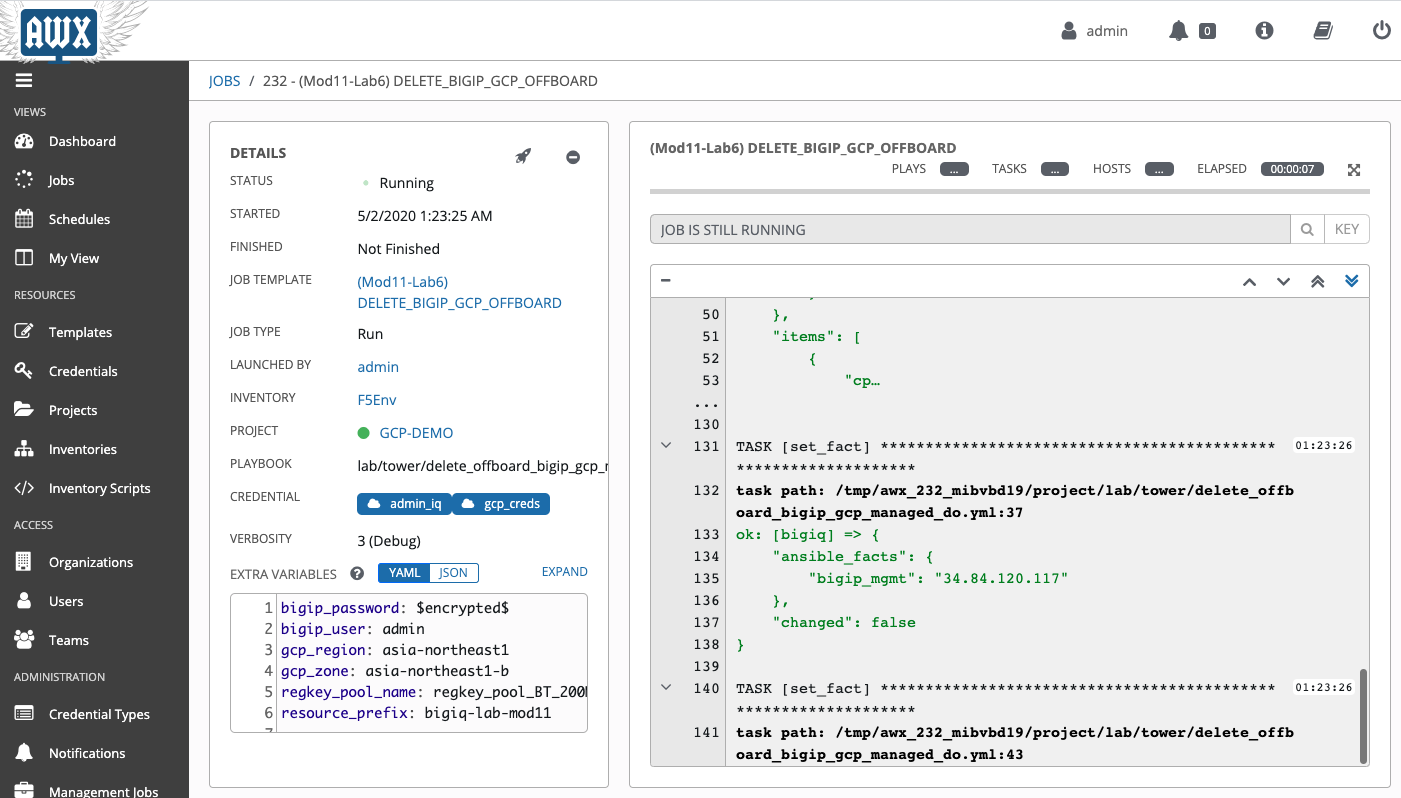 AWX
admin
0
VIEWS
Dashboard
Jobs
Schedules
My View
RESOURCES
Templates
Credentials
Projects
Inventories
Inventory Scripts
ACCESS
Organizations
Users
Teams
ADMINISTRATION
Credential Types
Notifications
Management Jobs
JOBS / 232 - (Mod11-Lab6) DELETE_BIGIP_GCP_OFFBOARD
DETAILS
STATUS Running
STARTED 5/2/2020 1:23:25 AM
FINISHED Not Finished
JOB TEMPLATE (Mod11-Lab6)
DELETE_BIGIP_GCP_OFFBOARD
JOB TYPE Run
LAUNCHED BY admin
INVENTORY F5Env
PROJECT GCP-DEMO
PLAYBOOK lab/tower/delete_offboard_bigip_gcp_
CREDENTIAL admin_iq gcp_creds
VERBOSITY 3 (Debug)
EXTRA VARIABLES ? YAML JSON EXPAND
1 bigip_password: $encrypted$
2 bigip_user: admin
3 gcp_region: asia-northeast1
4 gcp_zone: asia-northeast1-b
5 regkey_pool_name: regkey_pool_BT_200
6 resource_prefix: bigiq-lab-mod11
7
(Mod11-Lab6) DELETE_BIGIP_GCP_OFFBOARD
PLAYS ... TASKS ... HOSTS ... ELAPSED 00:00:07
JOB IS STILL RUNNING KEY
50 },
51 "items": [
52 {
53 "cp…
...
130
131 TASK [set_fact] ******************************************** 01:23:26
********************
132 task path: /tmp/awx_232_mibvbd19/project/lab/tower/delete_offb
oard_bigip_gcp_managed_do.yml:37
133 ok: [bigiq] => {
134 "ansible_facts": {
135 "bigip_mgmt": "34.84.120.117"
136 },
137 "changed": false
138 }
139
140 TASK [set_fact] ******************************************** 01:23:26
********************
141 task path: /tmp/awx_232_mibvbd19/project/lab/tower/delete_offb
oard_bigip_gcp_managed_do.yml:43